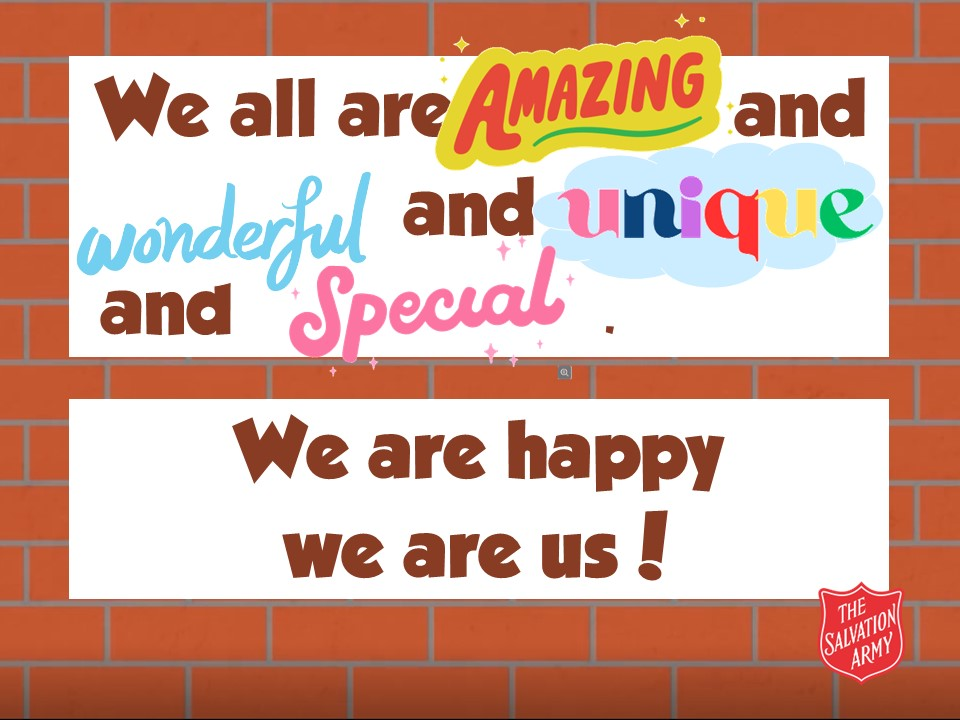 We all are AMAZING and
wonderful and unique
and Special .
We are happy
we are us!
THE
SALVATION
ARMY